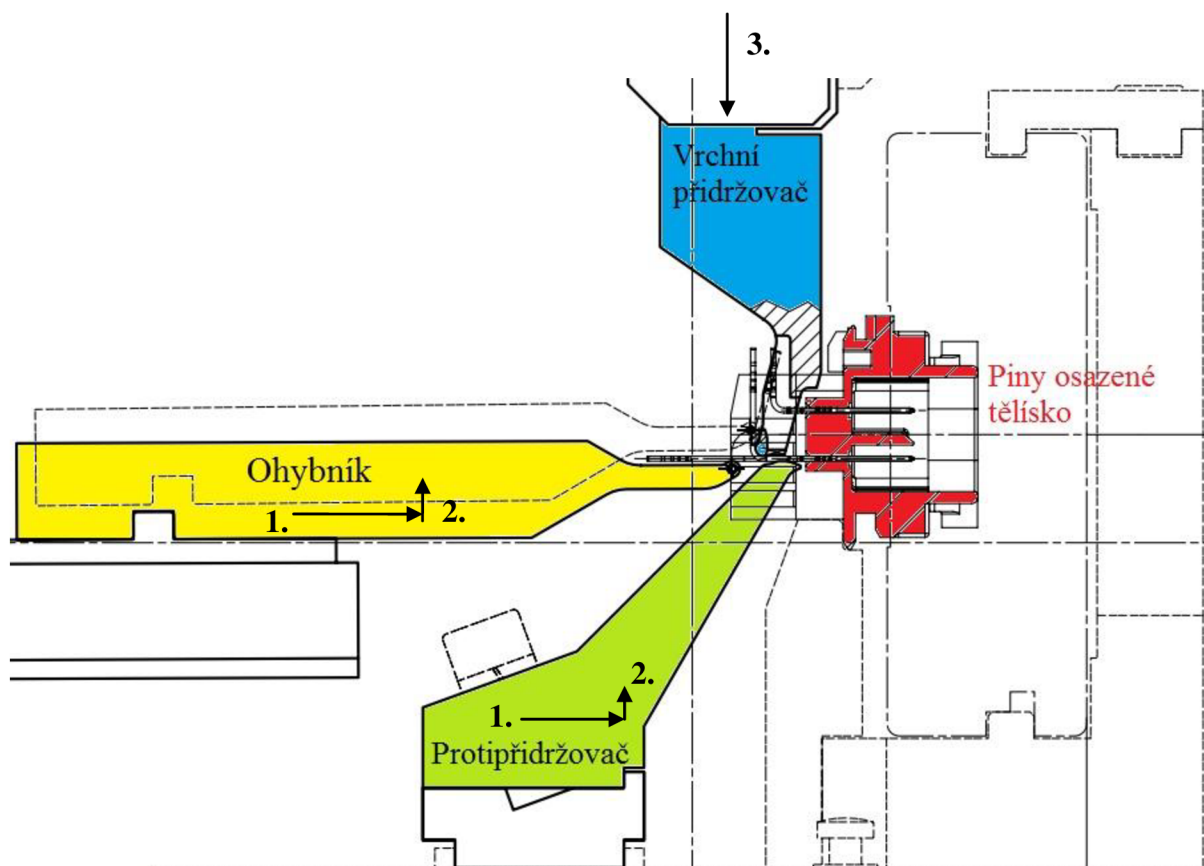 3.
Vrchní
přidržovač
Piny osazené
tělísko
Ohybník
1.
2.
2.
1.
Protipřidržovač